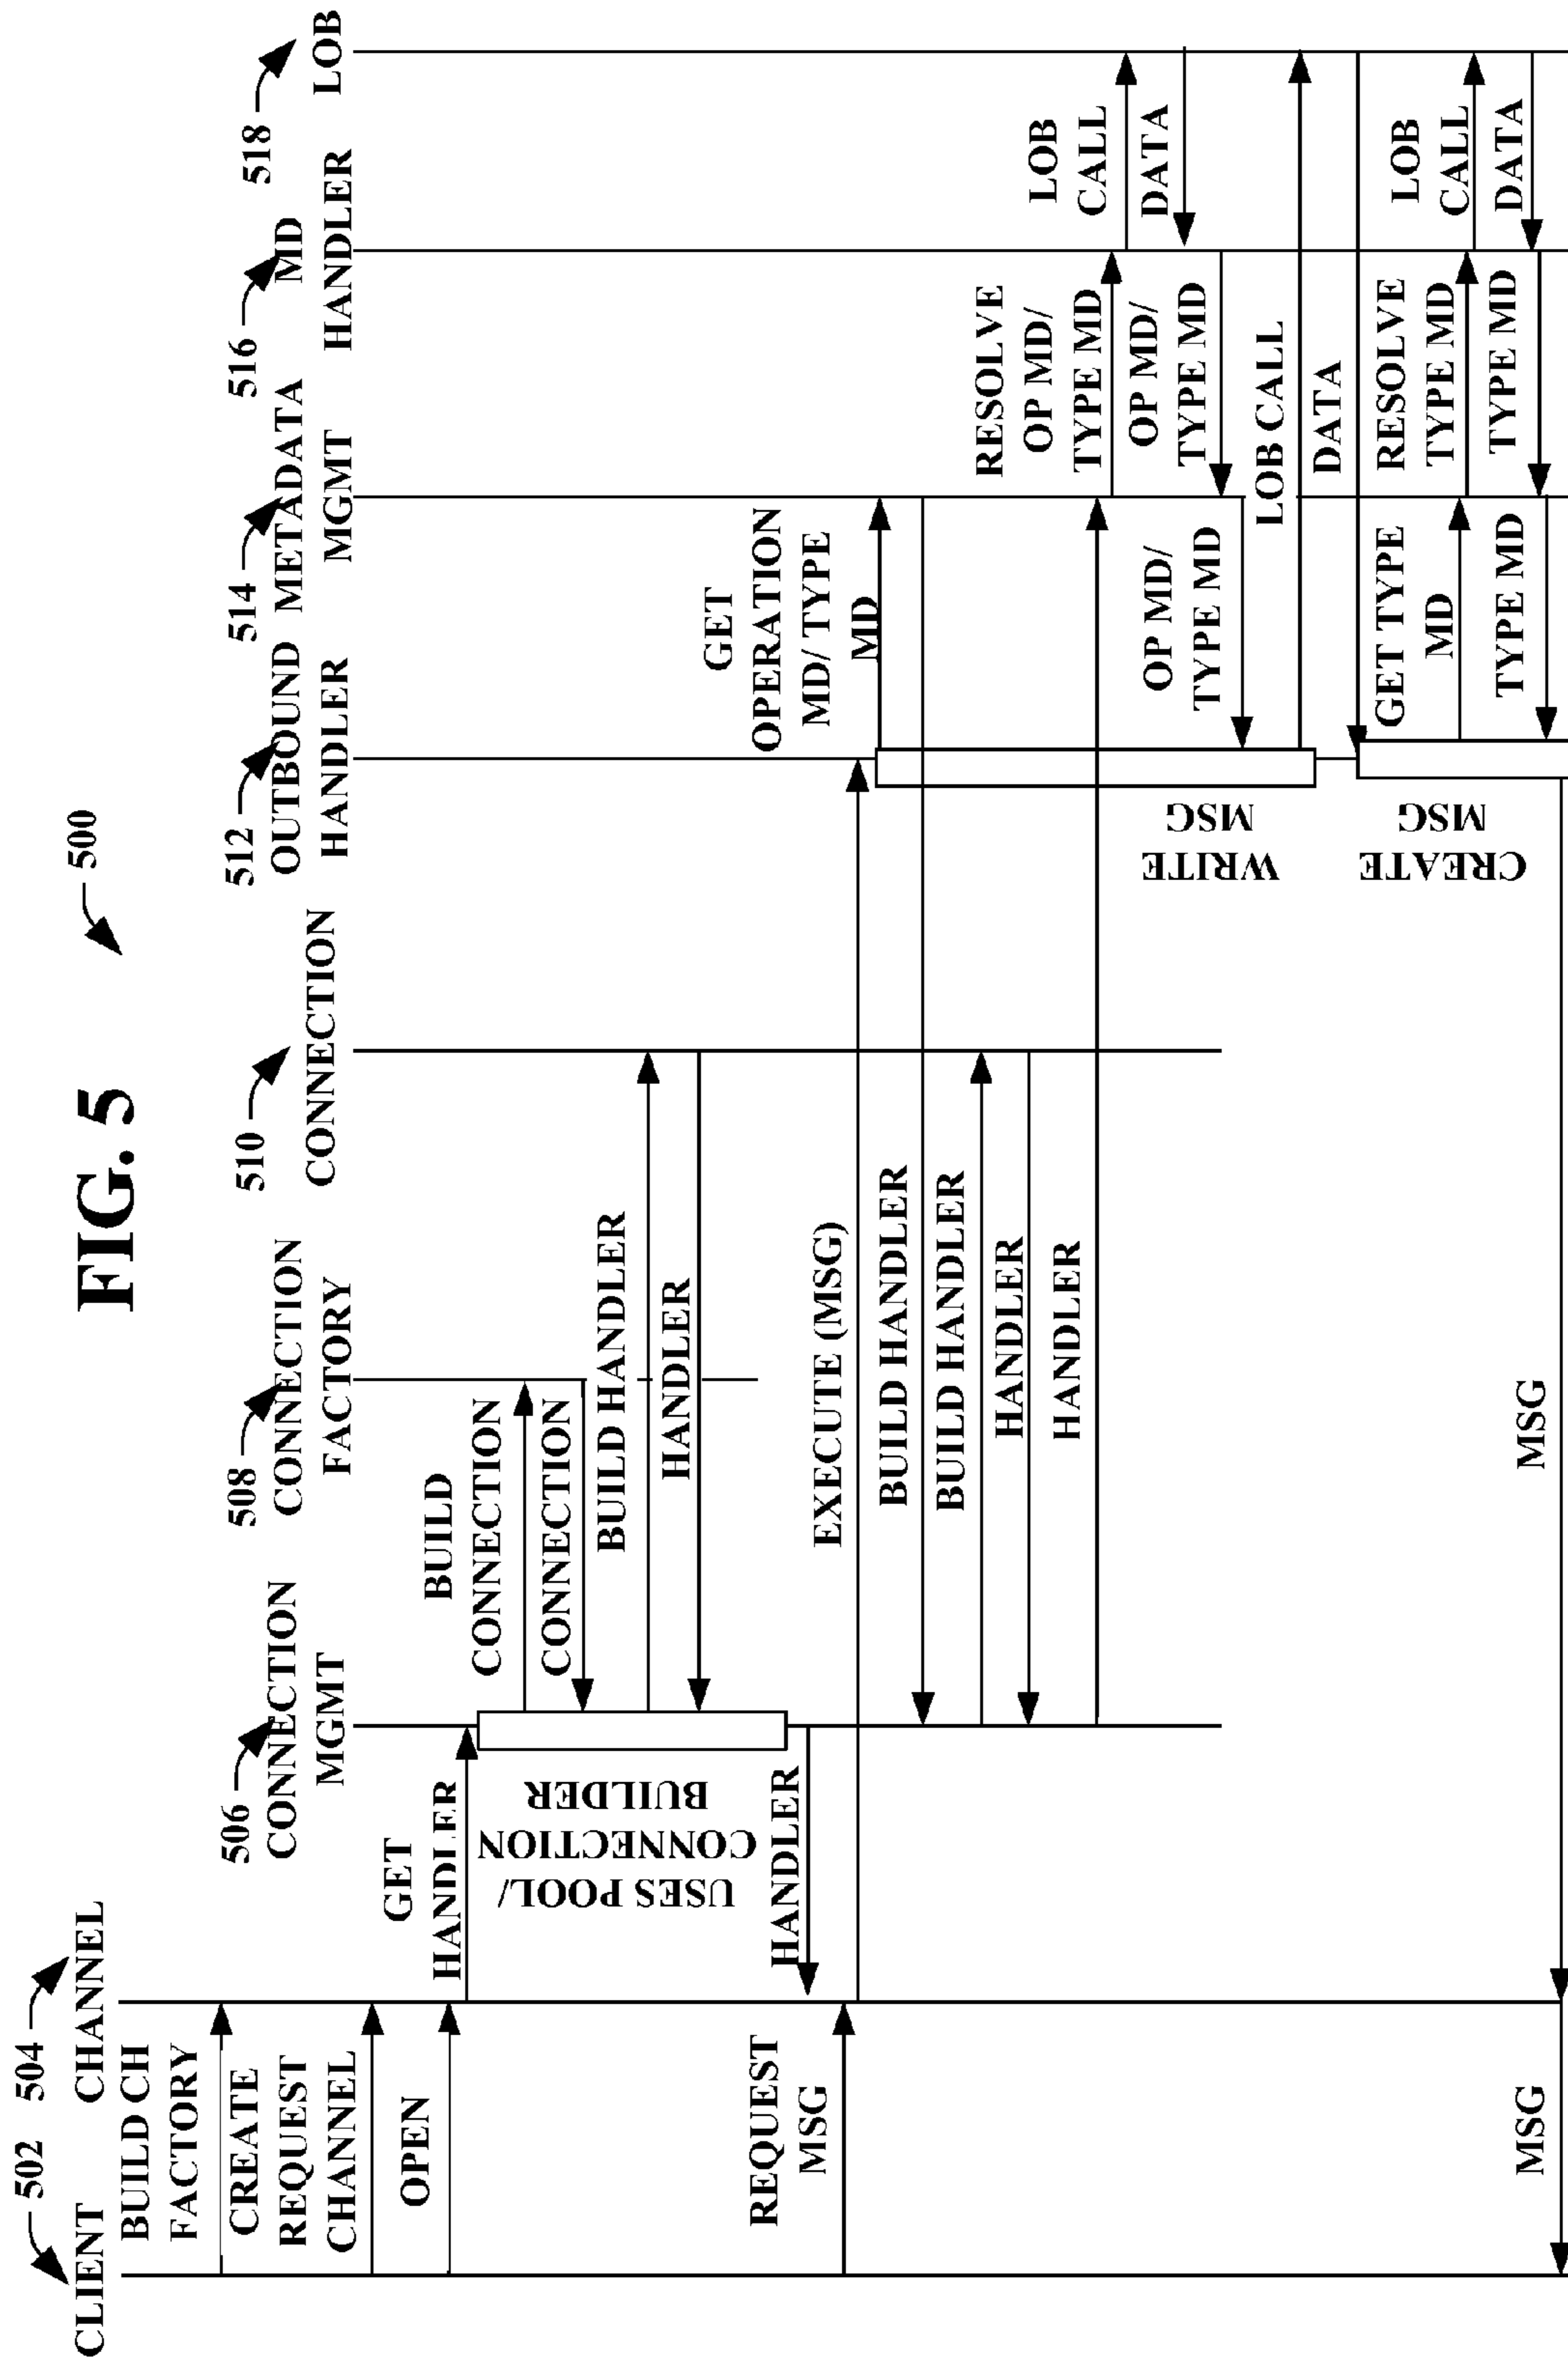 FIG. 5
500
502
504
506
508
510
512
514
516
518
CLIENT
CHANNEL
CONNECTION
MGMT
CONNECTION
FACTORY
CONNECTION
OUTBOUND
HANDLER
METADATA
MGMT
MD
HANDLER
LOB
BUILD CH
FACTORY
CREATE
REQUEST
CHANNEL
OPEN
GET
HANDLER
USES POOL/
CONNECTION
BUILDER
BUILD
CONNECTION
CONNECTION
BUILD HANDLER
HANDLER
HANDLER
REQUEST
MSG
EXECUTE (MSG)
GET
OPERATION
MD/ TYPE
MD
BUILD HANDLER
BUILD HANDLER
HANDLER
HANDLER
RESOLVE
OP MD/
TYPE MD
LOB
CALL
DATA
OP MD/
TYPE MD
OP MD/
TYPE MD
WRITE
MSG
LOB CALL
DATA
CREATE
MSG
GET TYPE
MD
RESOLVE
TYPE MD
LOB
CALL
DATA
TYPE MD
TYPE MD
MSG
MSG